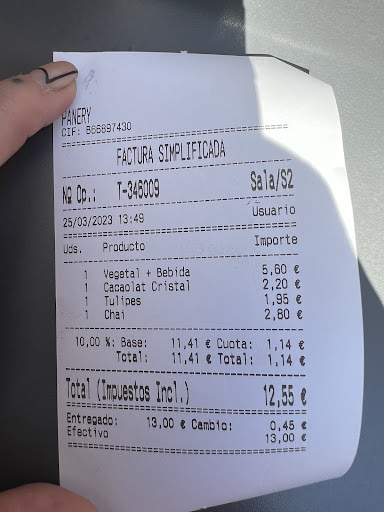 PANERY
CIF: B66897430
FACTURA SIMPLIFICADA
Nº Op.: T-346009 Sala/S2
25/03/2023 13:49 Usuario
Uds. Producto Importe
1 Vegetal + Bebida 5,60 €
1 Cacaolat Cristal 2,20 €
1 Tulipes 1,95 €
1 Chai 2,80 €
10,00 %: Base: 11,41 € Cuota: 1,14 €
Total: 11,41 € Total: 1,14 €
Total (Impuestos Incl.) 12,55 €
Entregado: 13,00 € Cambio: 0,45 €
Efectivo 13,00 €